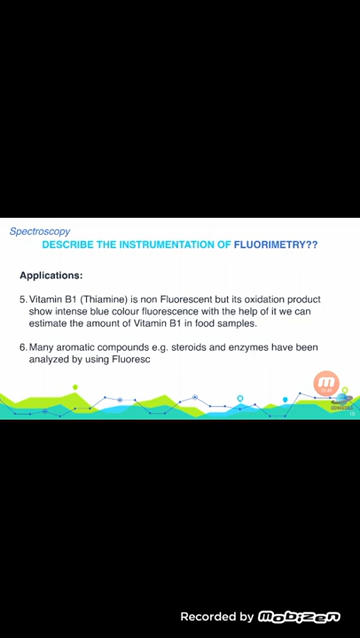 Spectroscopy
DESCRIBE THE INSTRUMENTATION OF FLUORIMETRY??
Applications:
5. Vitamin B1 (Thiamine) is non Fluorescent but its oxidation product
show intense blue colour fluorescence with the help of it we can
estimate the amount of Vitamin B1 in food samples.
6. Many aromatic compounds e.g. steroids and enzymes have been
analyzed by using Fluoresc
m
Recorded by mobizen